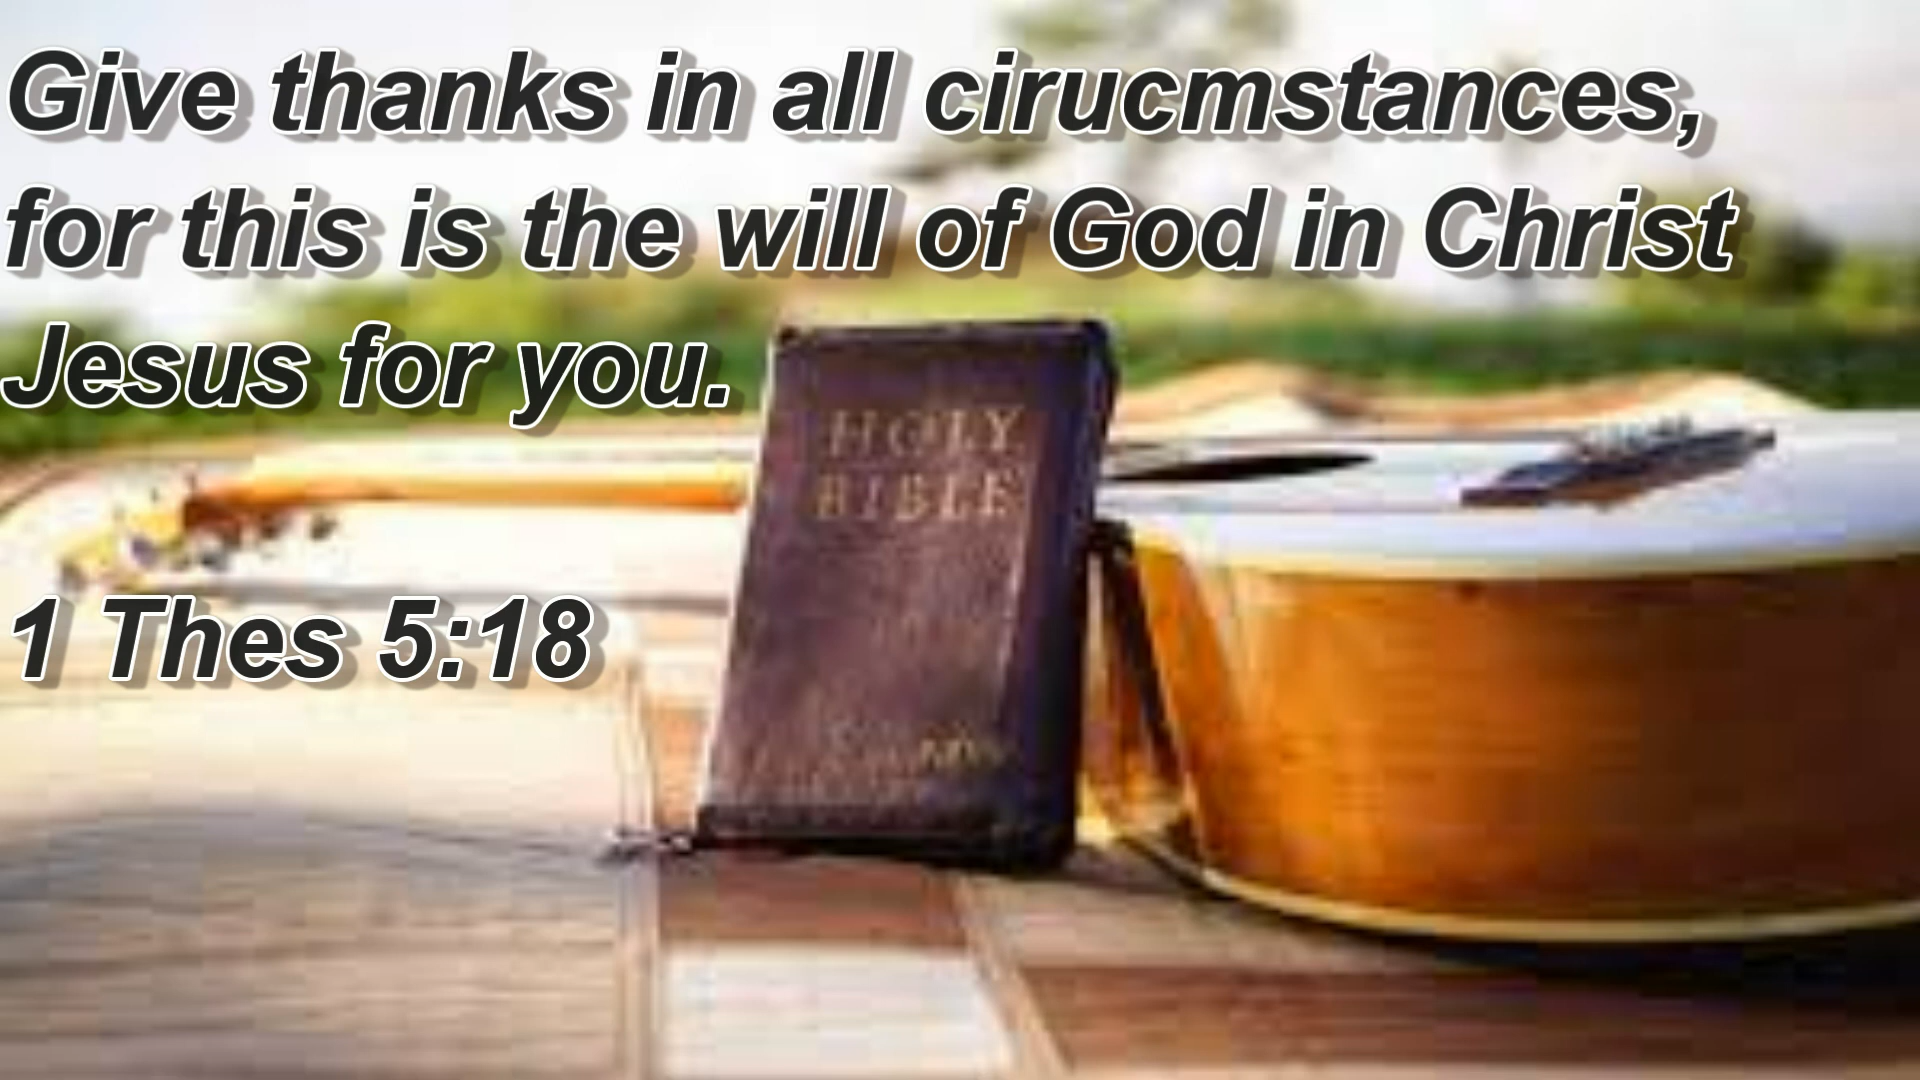 Give thanks in all cirucmstances,
for this is the will of God in Christ
Jesus for you.
HOLY
BIBLE
1 Thes 5:18